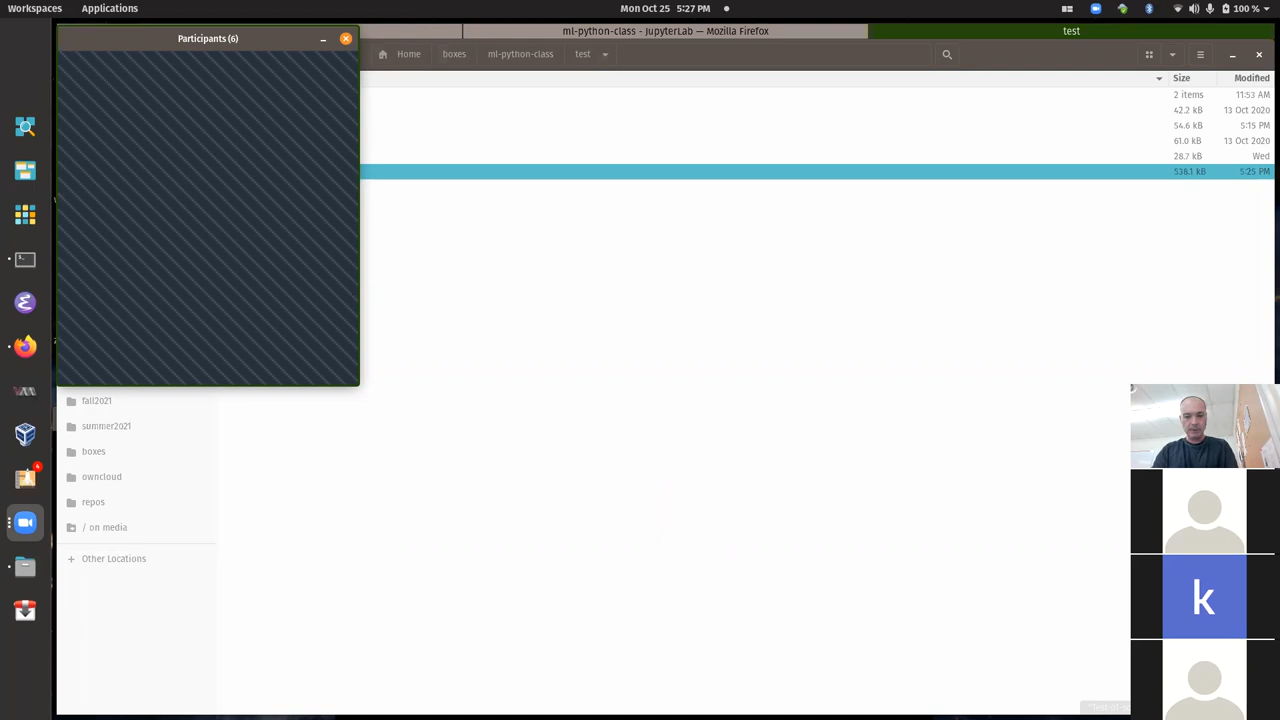 Workspaces Applications Mon Oct 25 5:27 PM 100 %
Participants (6)
ml-python-class - JupyterLab — Mozilla Firefox
test
Home boxes ml-python-class test
Size Modified
2 items 11:53 AM
42.2 kB 13 Oct 2020
54.6 kB 5:15 PM
61.0 kB 13 Oct 2020
28.7 kB Wed
538.1 kB 5:25 PM
fall2021
summer2021
boxes
owncloud
repos
/ on media
Other Locations
4
k